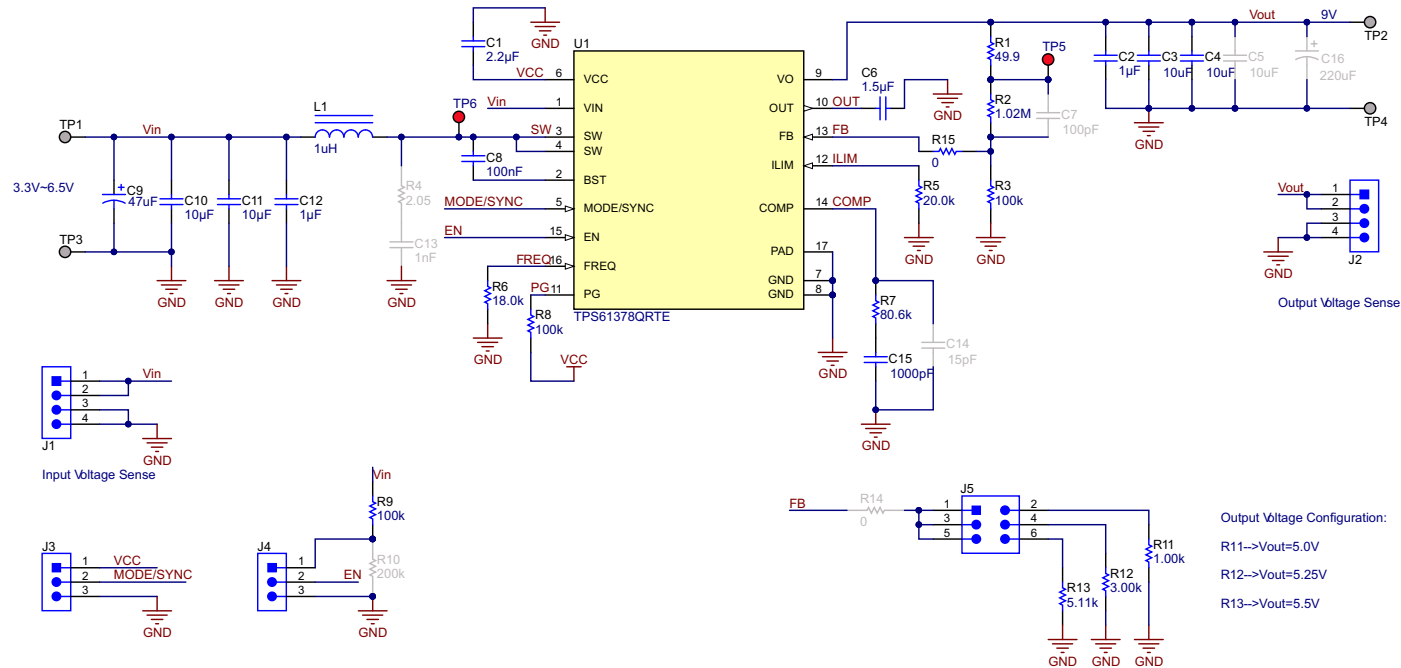 C1
2.2µF
GND
U1
VCC 6 VCC
Vin 1 VIN
SW 3 SW
4 SW
2 BST
MODE/SYNC 5 MODE/SYNC
EN 15 EN
FREQ 16 FREQ
PG 11 PG
VO 9
OUT 10 OUT
FB 13 FB
ILIM 12 ILIM
COMP 14 COMP
PAD 17
GND 7
GND 8
TPS61378QRTE
TP1
Vin
L1
1uH
TP6
C8
100nF
3.3V~6.5V
C9
+
47uF
C10
10µF
C11
10µF
C12
1µF
R4
2.05
C13
1nF
TP3
GND
GND
GND
GND
R6
18.0k
GND
R8
100k
VCC
C6
1.5µF
GND
R1
49.9
TP5
R2
1.02M
C7
100pF
R15
0
R5
20.0k
GND
R3
100k
GND
R7
80.6k
C15
1000pF
C14
15pF
GND
GND
Vout
9V
TP2
C2
1µF
C3
10uF
C4
10uF
C5
10uF
C16
+
220uF
GND
TP4
Vout
1
2
3
4
GND
J2
Output Voltage Sense
1
2
3
4
Vin
GND
J1
Input Voltage Sense
J3
1 VCC
2 MODE/SYNC
3
GND
Vin
R9
100k
J4
1
2 EN
3
R10
200k
GND
FB
R14
0
J5
1
3
5
2
4
6
R11
1.00k
R12
3.00k
R13
5.11k
GND
GND
GND
Output Voltage Configuration:
R11-->Vout=5.0V
R12-->Vout=5.25V
R13-->Vout=5.5V